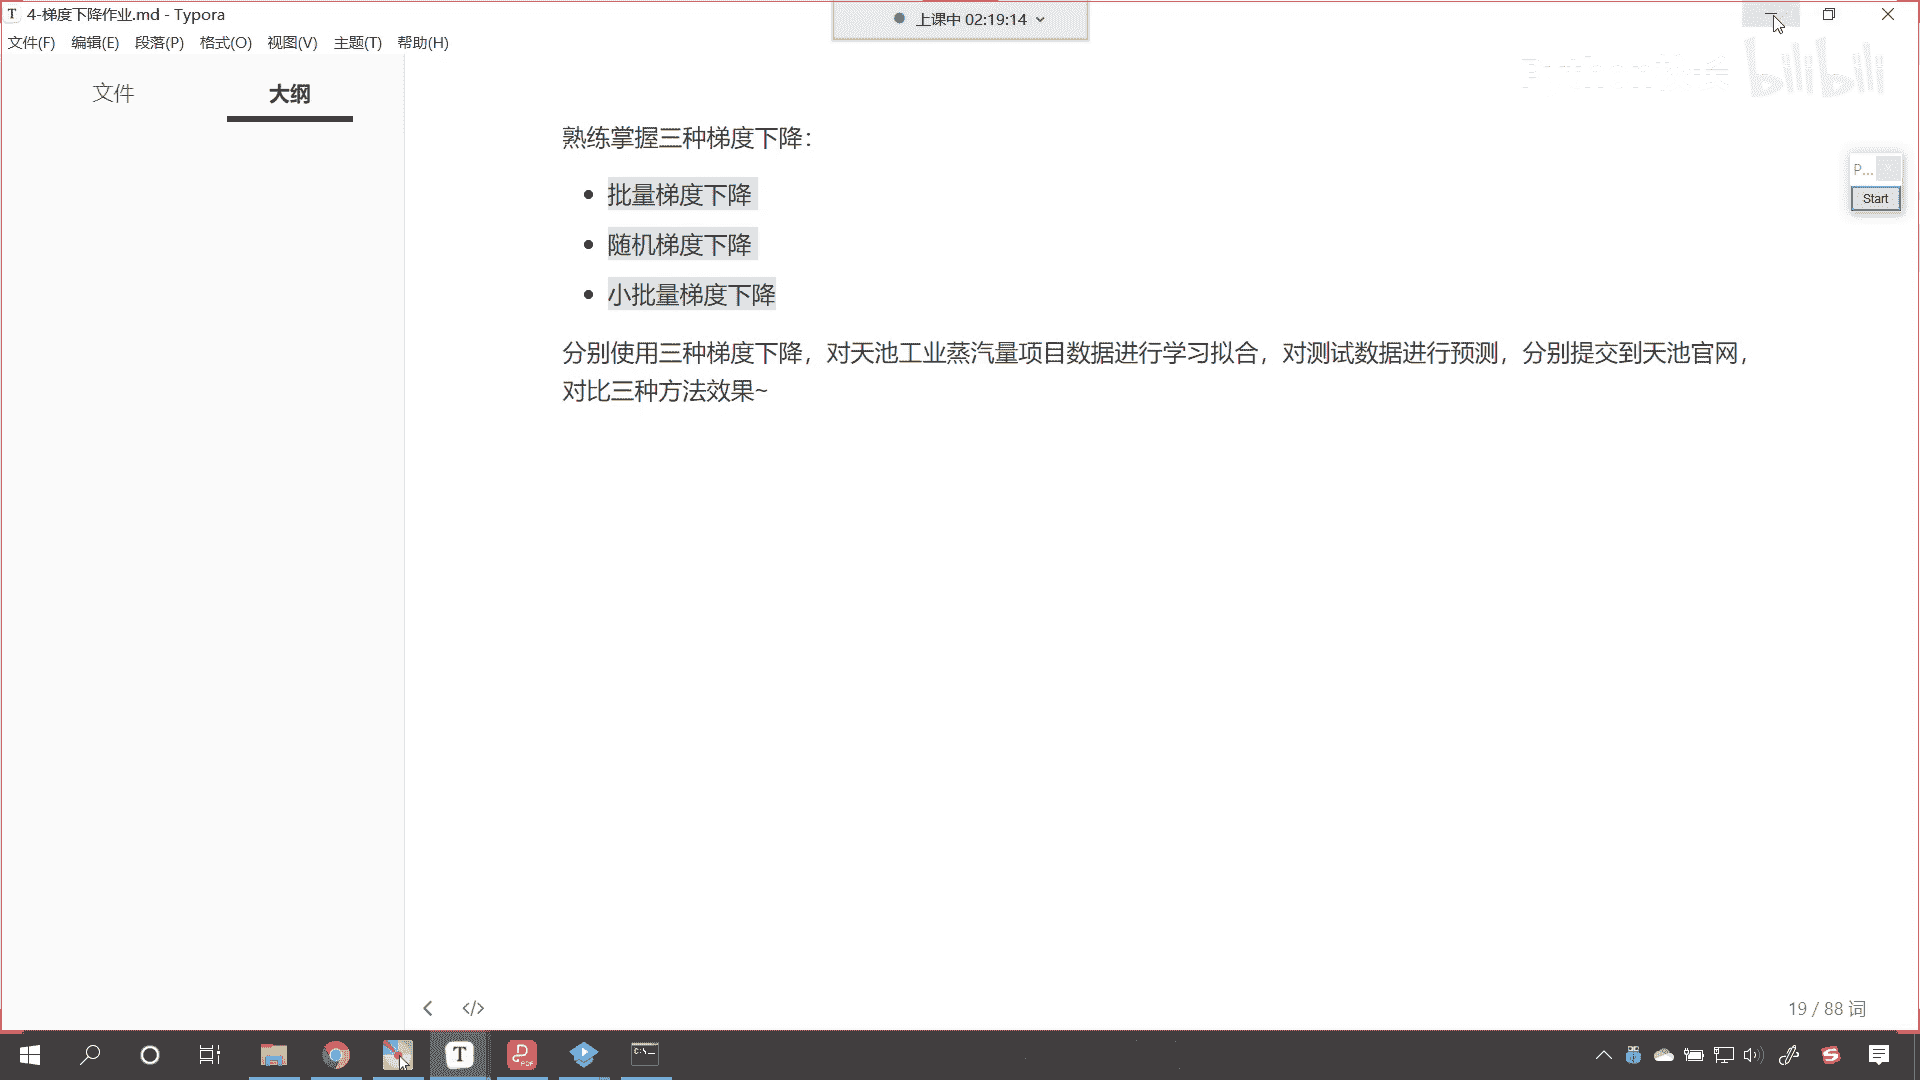 4-梯度下降作业.md - Typora
上课中 02:19:14
文件(F) 编辑(E) 段落(P) 格式(O) 视图(V) 主题(T) 帮助(H)
bilibili
文件 大纲
熟练掌握三种梯度下降：
P...
批量梯度下降
Start
随机梯度下降
小批量梯度下降
分别使用三种梯度下降，对天池工业蒸汽量项目数据进行学习拟合，对测试数据进行预测，分别提交到天池官网，
对比三种方法效果~
19 / 88 词